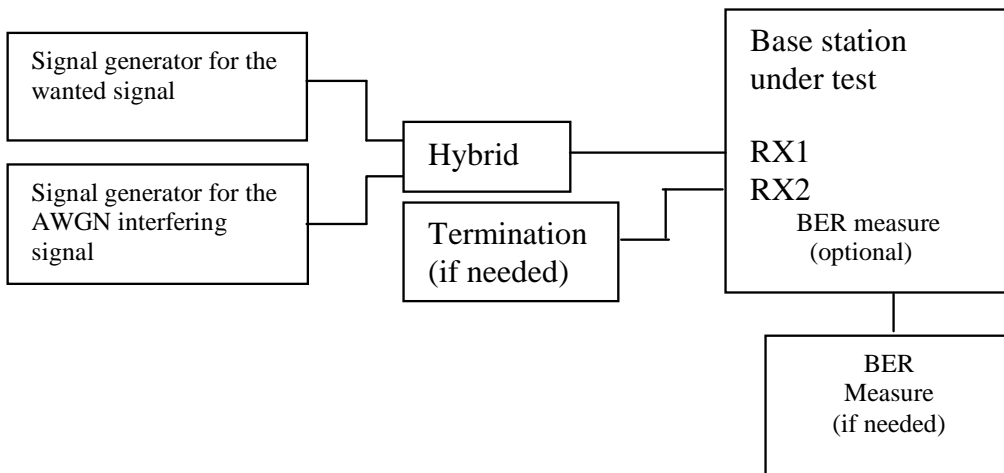 Signal generator for the
wanted signal
Signal generator for the
AWGN interfering
signal
Hybrid
Termination
(if needed)
Base station
under test
RX1
RX2
BER measure
(optional)
BER
Measure
(if needed)